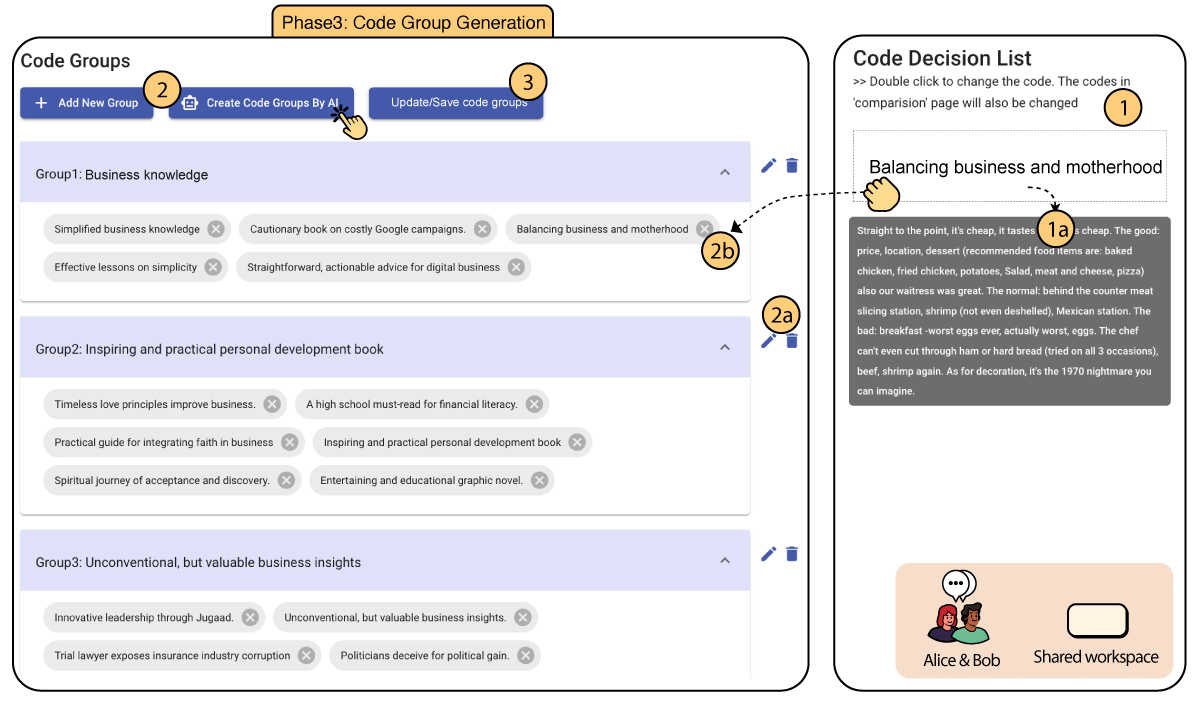 Phase3: Code Group Generation
Code Groups
Add New Group
2
Create Code Groups By AI
3
Update/Save code groups
Group1: Business knowledge
Simplified business knowledge
Cautionary book on costly Google campaigns.
Balancing business and motherhood
2b
Effective lessons on simplicity
Straightforward, actionable advice for digital business
2a
Group2: Inspiring and practical personal development book
Timeless love principles improve business.
A high school must-read for financial literacy.
Practical guide for integrating faith in business
Inspiring and practical personal development book
Spiritual journey of acceptance and discovery.
Entertaining and educational graphic novel.
Group3: Unconventional, but valuable business insights
Innovative leadership through Jugaad.
Unconventional, but valuable business insights.
Trial lawyer exposes insurance industry corruption
Politicians deceive for political gain.
Code Decision List
>> Double click to change the code. The codes in
'comparision' page will also be changed
1
Balancing business and motherhood
1a
Straight to the point, it's cheap, it tastes s cheap. The good:
price, location, dessert (recommended food items are: baked
chicken, fried chicken, potatoes, Salad, meat and cheese, pizza)
also our waitress was great. The normal: behind the counter meat
slicing station, shrimp (not even deshelled), Mexican station. The
bad: breakfast -worst eggs ever, actually worst, eggs. The chef
can't even cut through ham or hard bread (tried on all 3 occasions),
beef, shrimp again. As for decoration, it's the 1970 nightmare you
can imagine.
Alice & Bob
Shared workspace